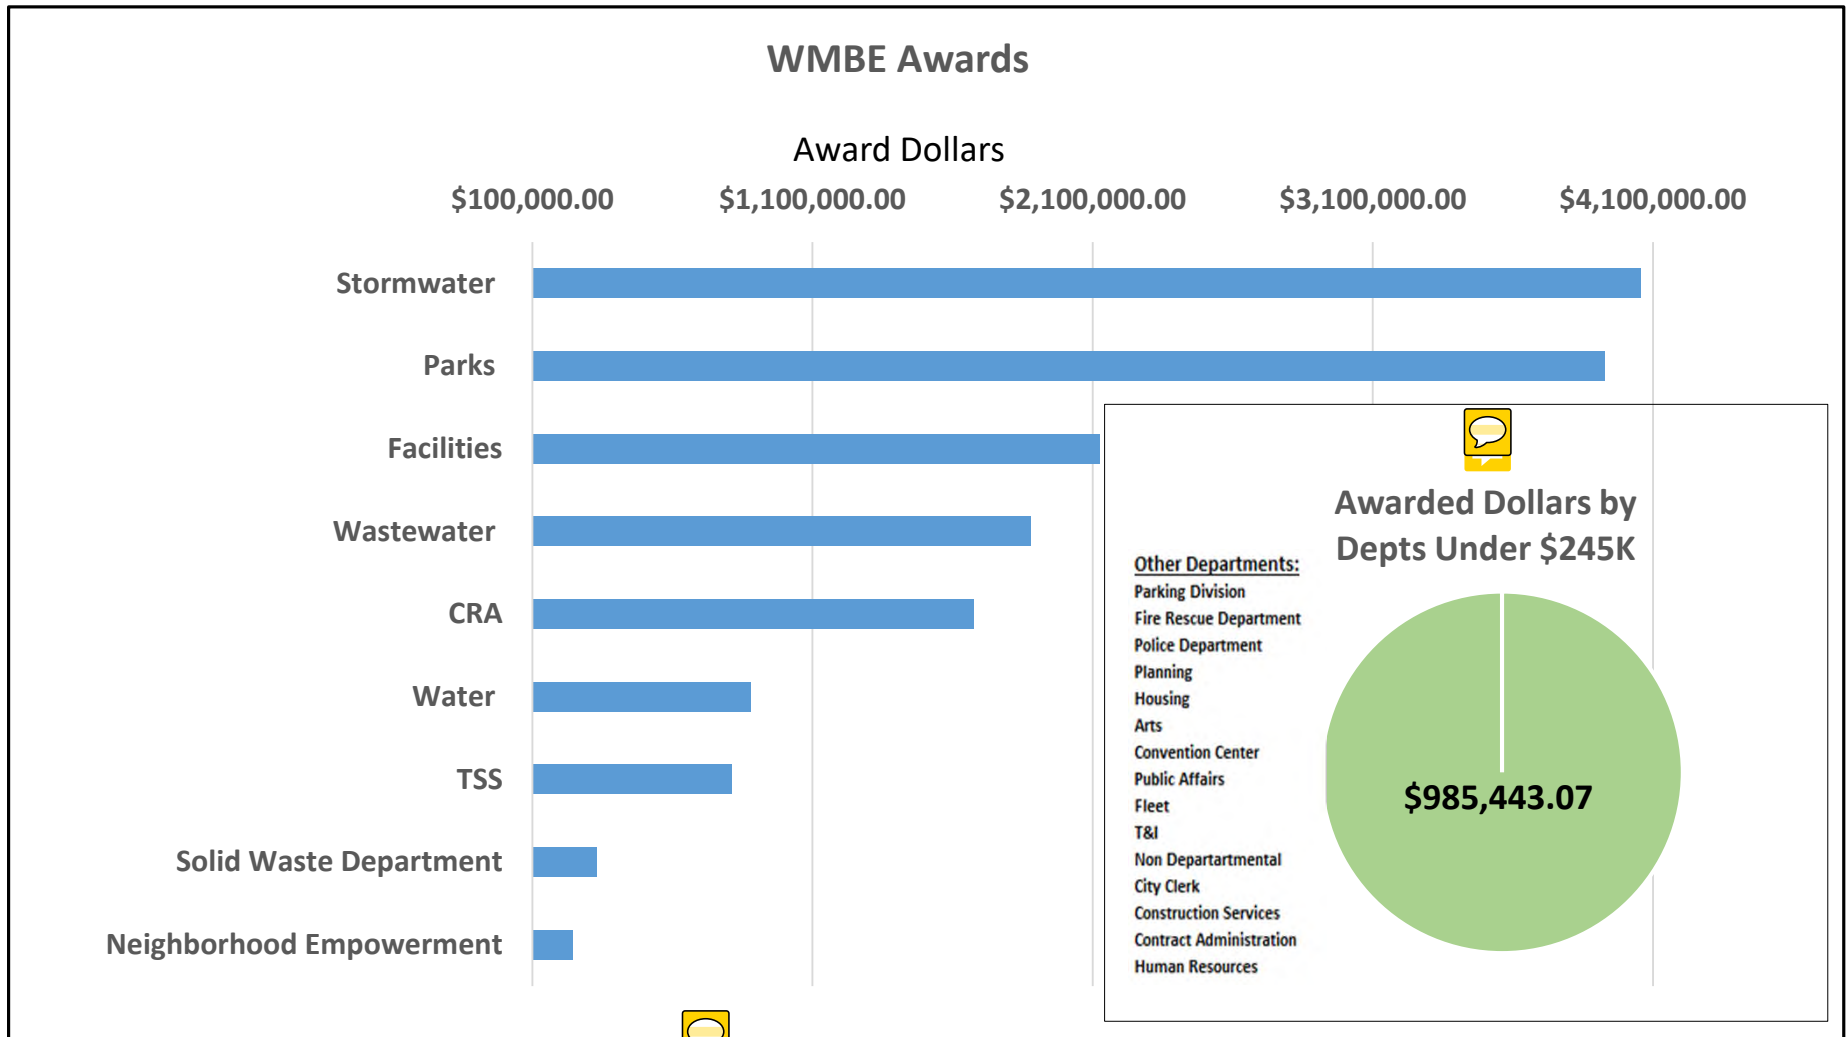 WMBE Awards
Award Dollars
$100,000.00 $1,100,000.00 $2,100,000.00 $3,100,000.00 $4,100,000.00
Stormwater
Parks
Facilities
Wastewater
CRA
Water
TSS
Solid Waste Department
Neighborhood Empowerment
Awarded Dollars by
Depts Under $245K
Other Departments:
Parking Division
Fire Rescue Department
Police Department
Planning
Housing
Arts
Convention Center
Public Affairs
Fleet
T&I
Non Departartmental
City Clerk
Construction Services
Contract Administration
Human Resources
$985,443.07